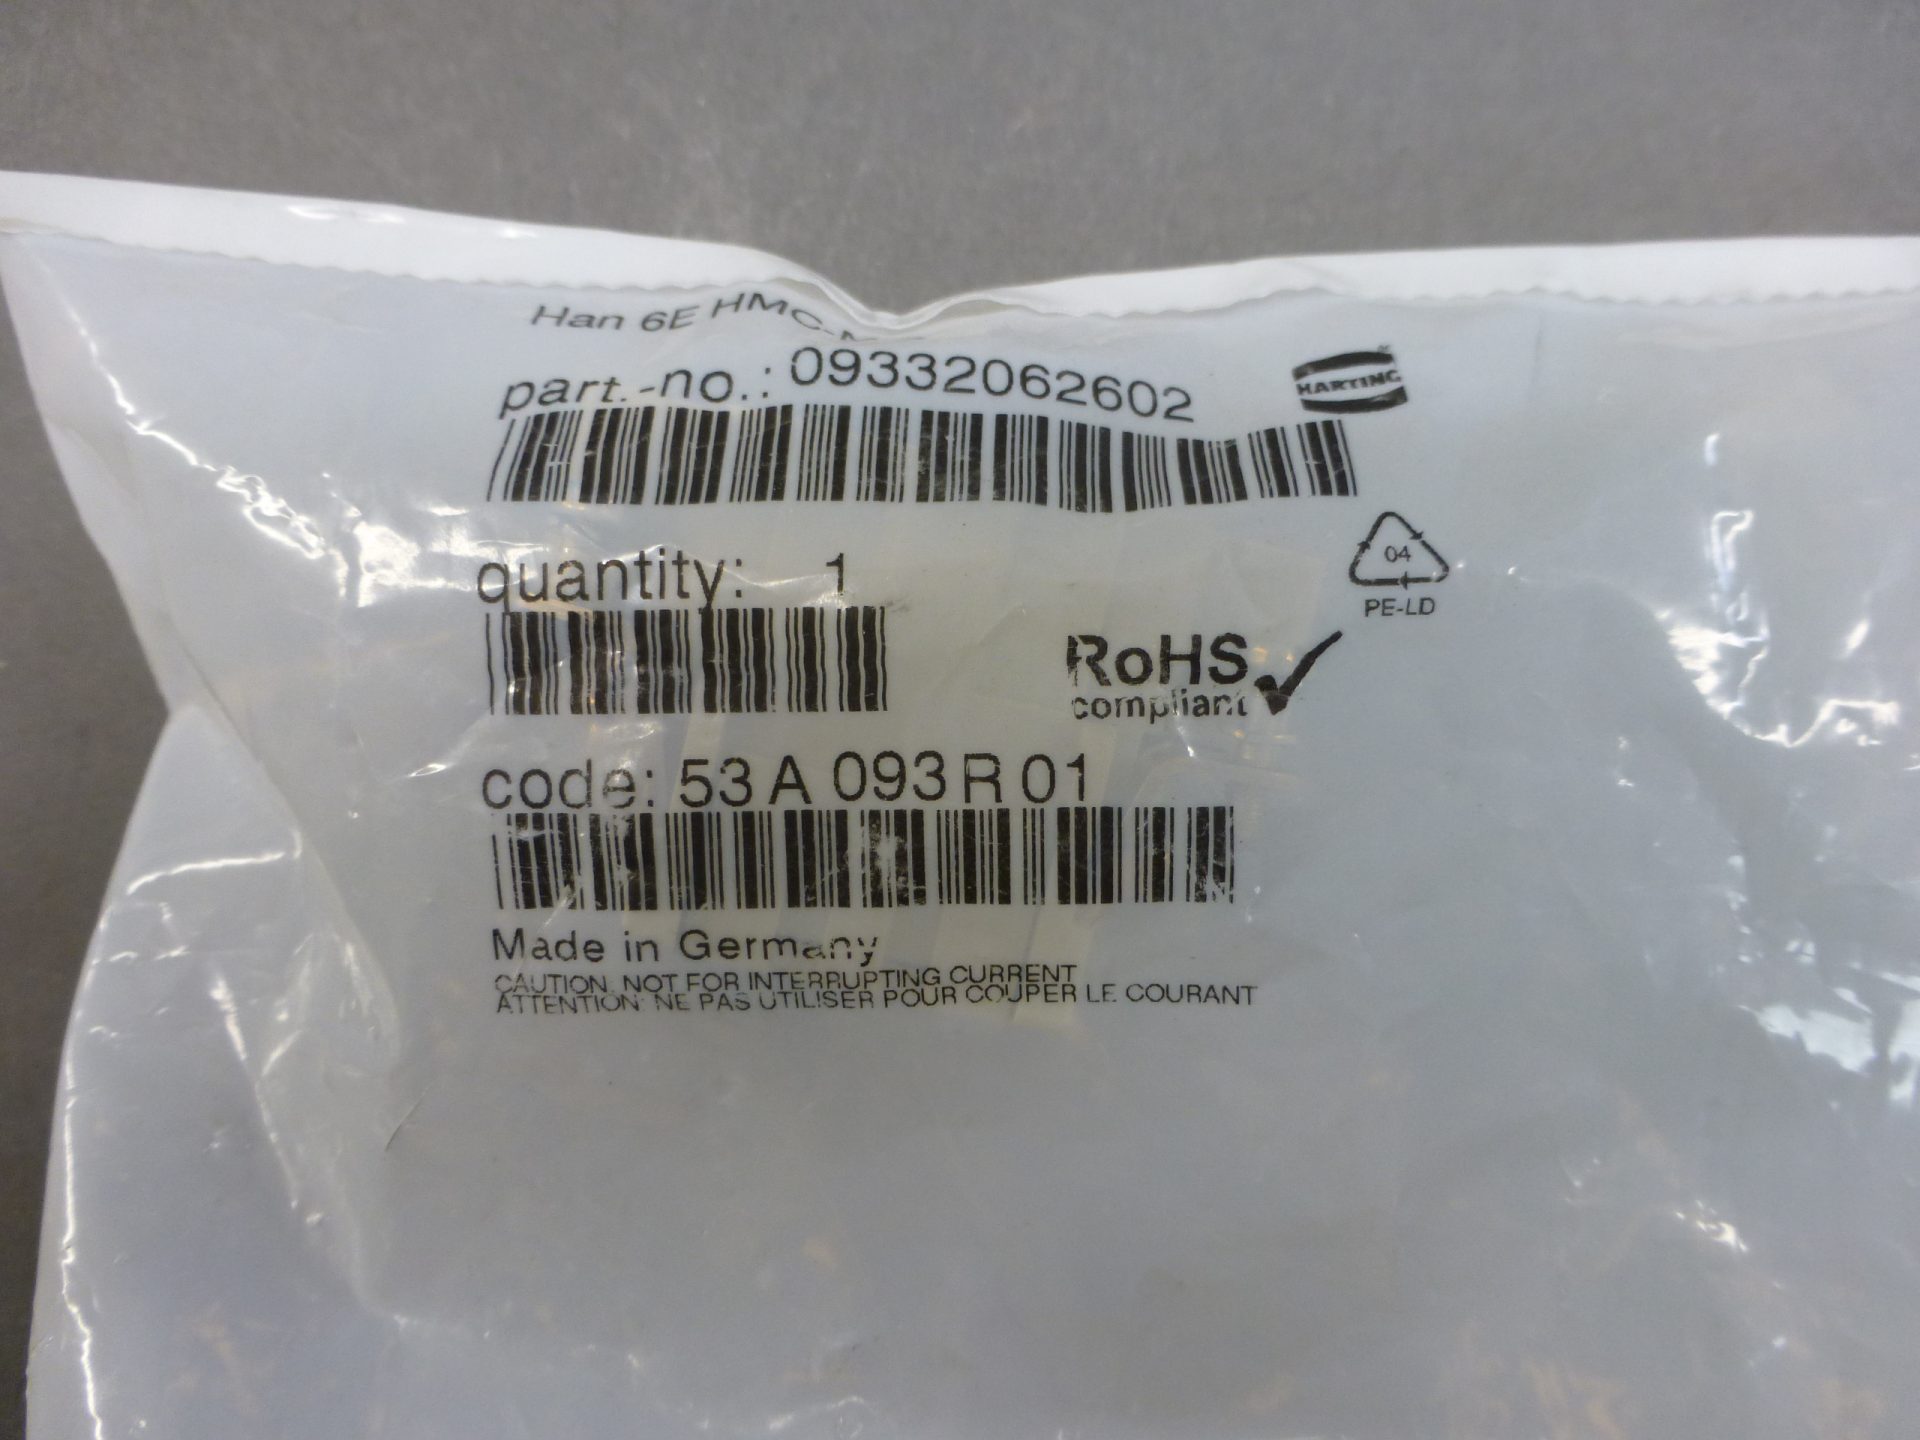 Han 6E HMC-
part.-no.: 09332062602
HARTING
quantity: 1
04
PE-LD
RoHS
compliant
code: 53 A 093 R 01
Made in Germany
CAUTION: NOT FOR INTERRUPTING CURRENT
ATTENTION: NE PAS UTILISER POUR COUPER LE COURANT